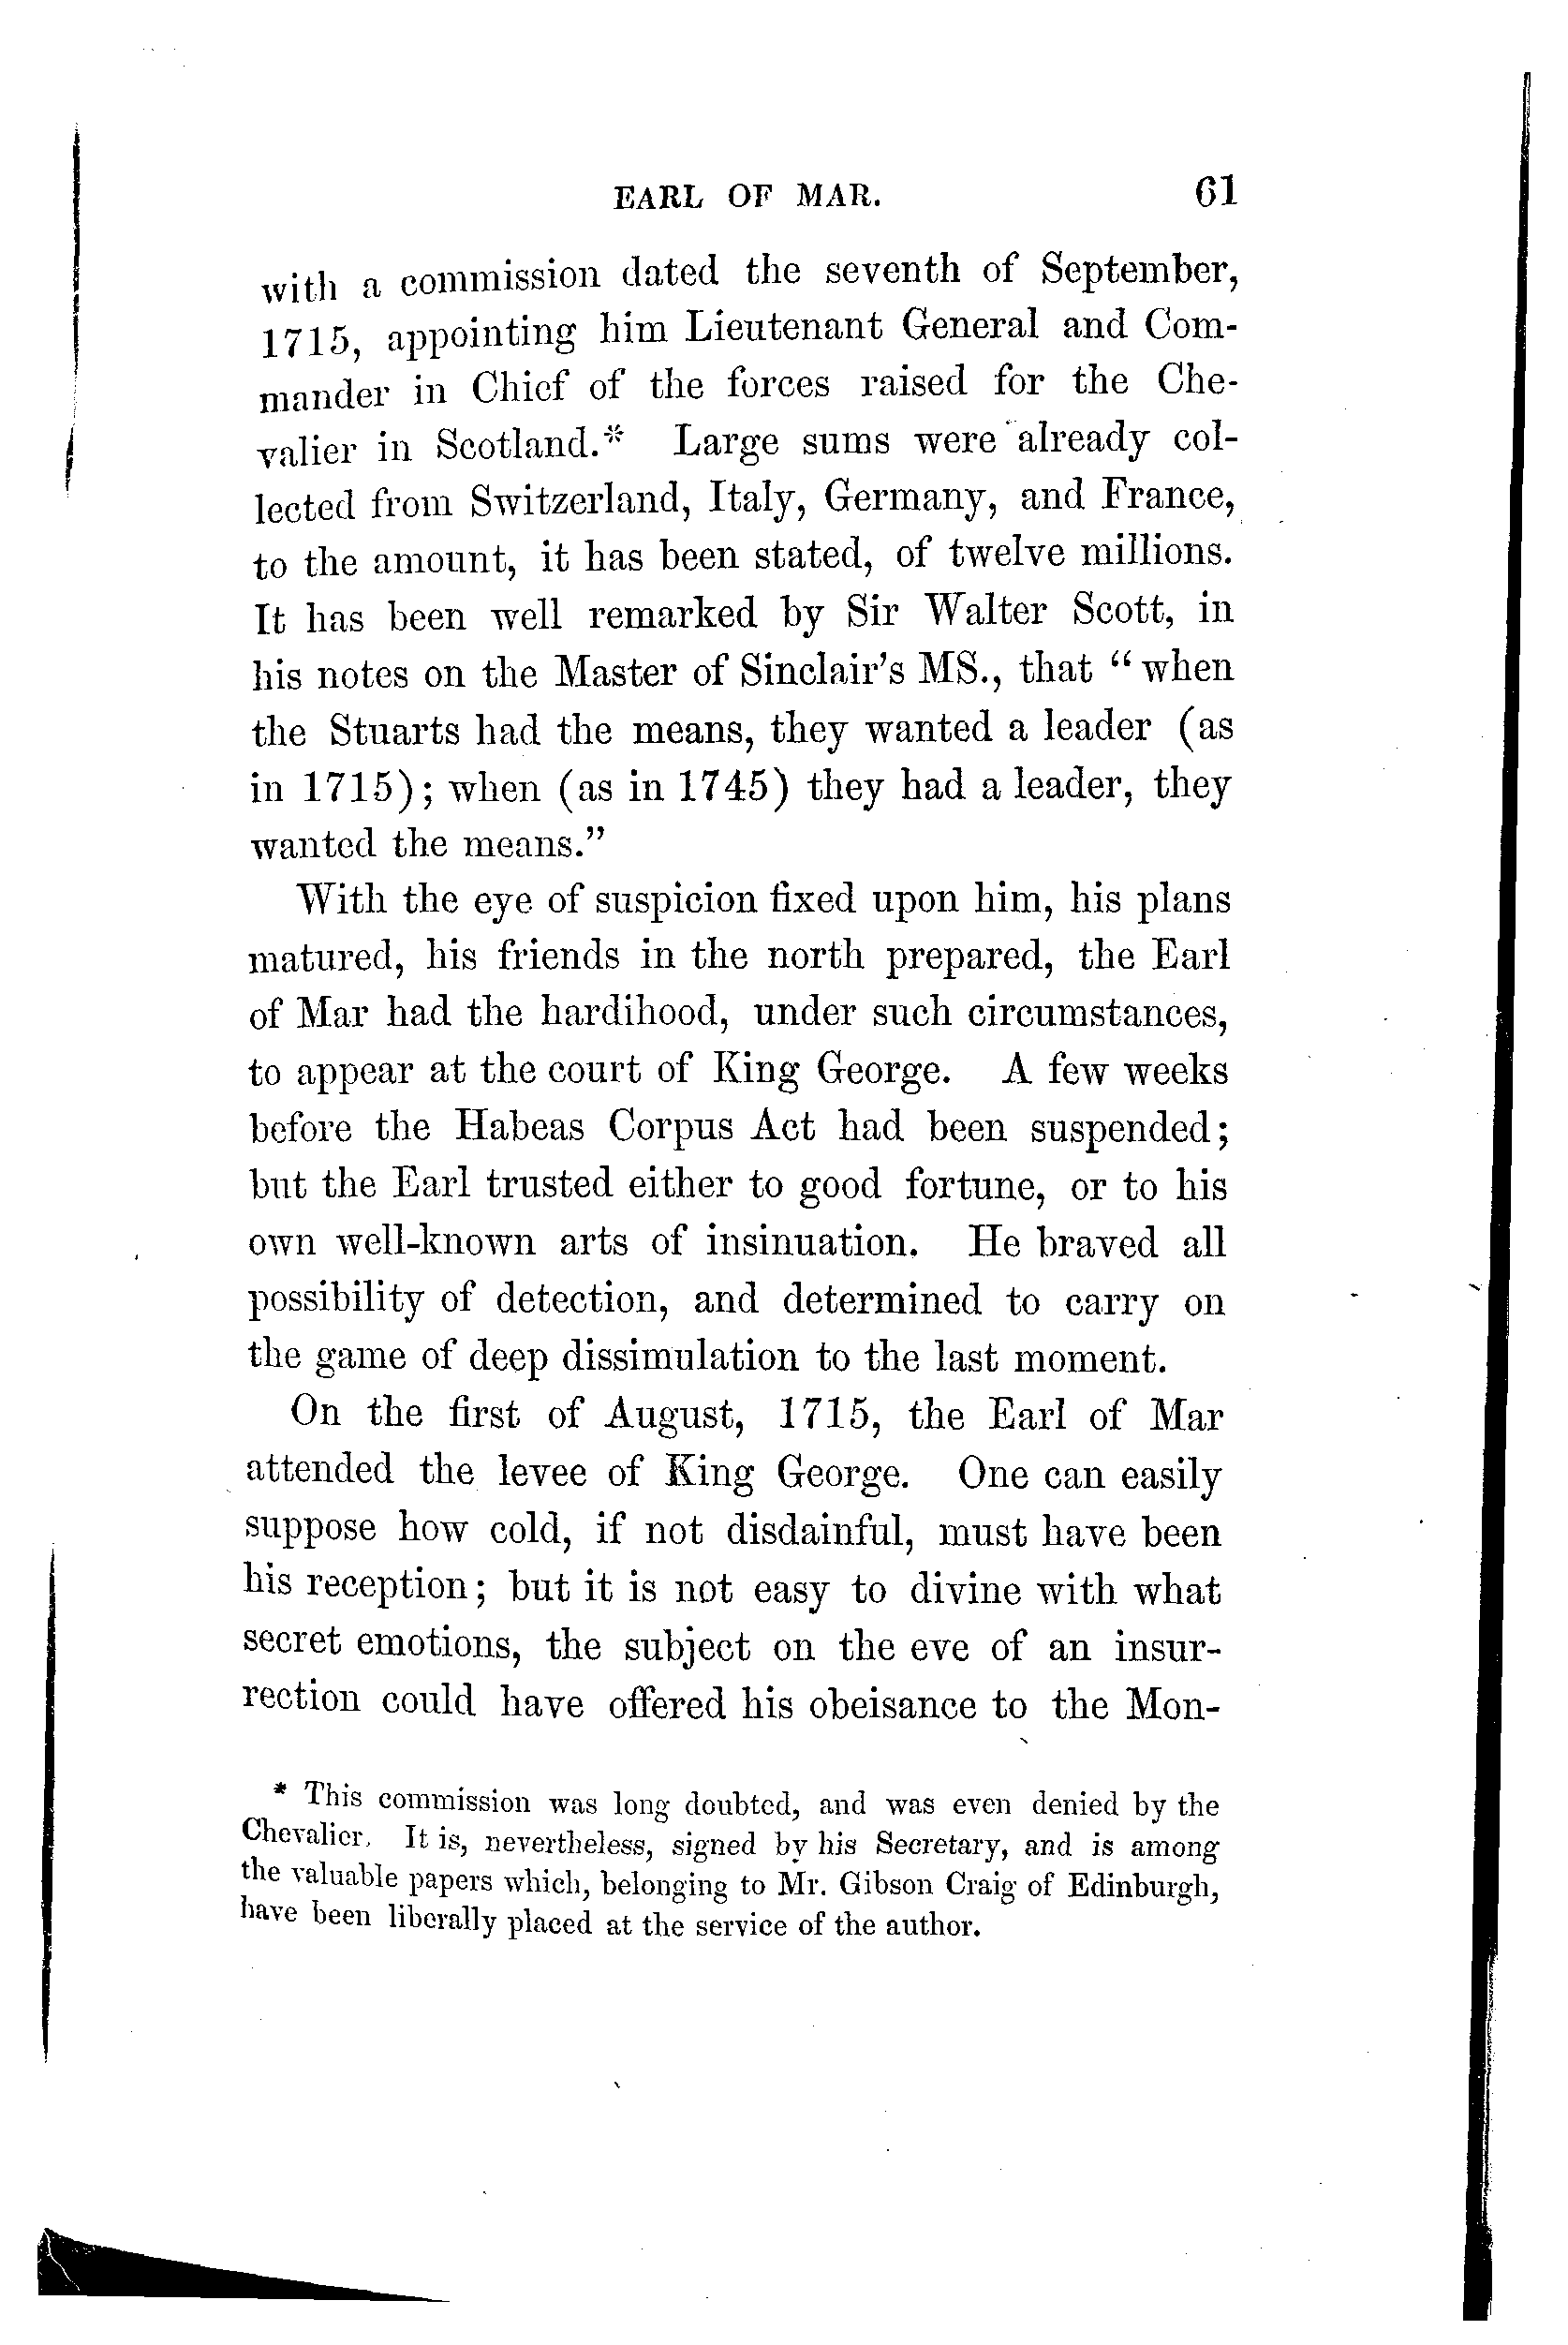 EARL OF MAR. 61
with a commission dated the seventh of September,
1715, appointing him Lieutenant General and Com-
mander in Chief of the forces raised for the Che-
valier in Scotland.* Large sums were already col-
lected from Switzerland, Italy, Germany, and France,
to the amount, it has been stated, of twelve millions.
It has been well remarked by Sir Walter Scott, in
his notes on the Master of Sinclair's MS., that "when
the Stuarts had the means, they wanted a leader (as
in 1715); when (as in 1745) they had a leader, they
wanted the means."
With the eye of suspicion fixed upon him, his plans
matured, his friends in the north prepared, the Earl
of Mar had the hardihood, under such circumstances,
to appear at the court of King George. A few weeks
before the Habeas Corpus Act had been suspended;
but the Earl trusted either to good fortune, or to his
own well-known arts of insinuation. He braved all
possibility of detection, and determined to carry on
the game of deep dissimulation to the last moment.
On the first of August, 1715, the Earl of Mar
attended the levee of King George. One can easily
suppose how cold, if not disdainful, must have been
his reception; but it is not easy to divine with what
secret emotions, the subject on the eve of an insur-
rection could have offered his obeisance to the Mon-
* This commission was long doubted, and was even denied by the
Chevalier. It is, nevertheless, signed by his Secretary, and is among
the valuable papers which, belonging to Mr. Gibson Craig of Edinburgh,
have been liberally placed at the service of the author.